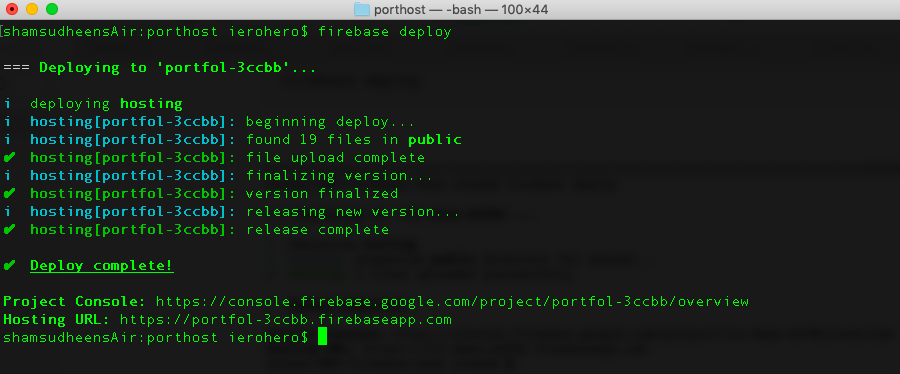 porthost — -bash — 100×44
[shamsudheensAir:porthost ierohero$ firebase deploy
=== Deploying to 'portfol-3ccbb'...
i deploying hosting
i hosting[portfol-3ccbb]: beginning deploy...
i hosting[portfol-3ccbb]: found 19 files in public
✔ hosting[portfol-3ccbb]: file upload complete
i hosting[portfol-3ccbb]: finalizing version...
✔ hosting[portfol-3ccbb]: version finalized
i hosting[portfol-3ccbb]: releasing new version...
✔ hosting[portfol-3ccbb]: release complete
✔ Deploy complete!
Project Console: https://console.firebase.google.com/project/portfol-3ccbb/overview
Hosting URL: https://portfol-3ccbb.firebaseapp.com
shamsudheensAir:porthost ierohero$